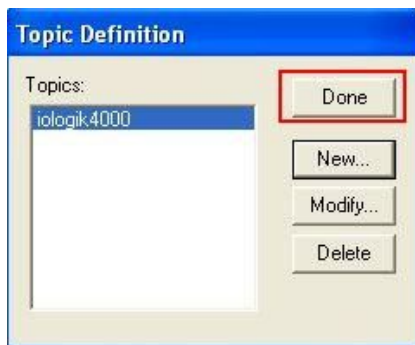 Topic Definition
Topics:
iologik4000
Done
New...
Modify...
Delete